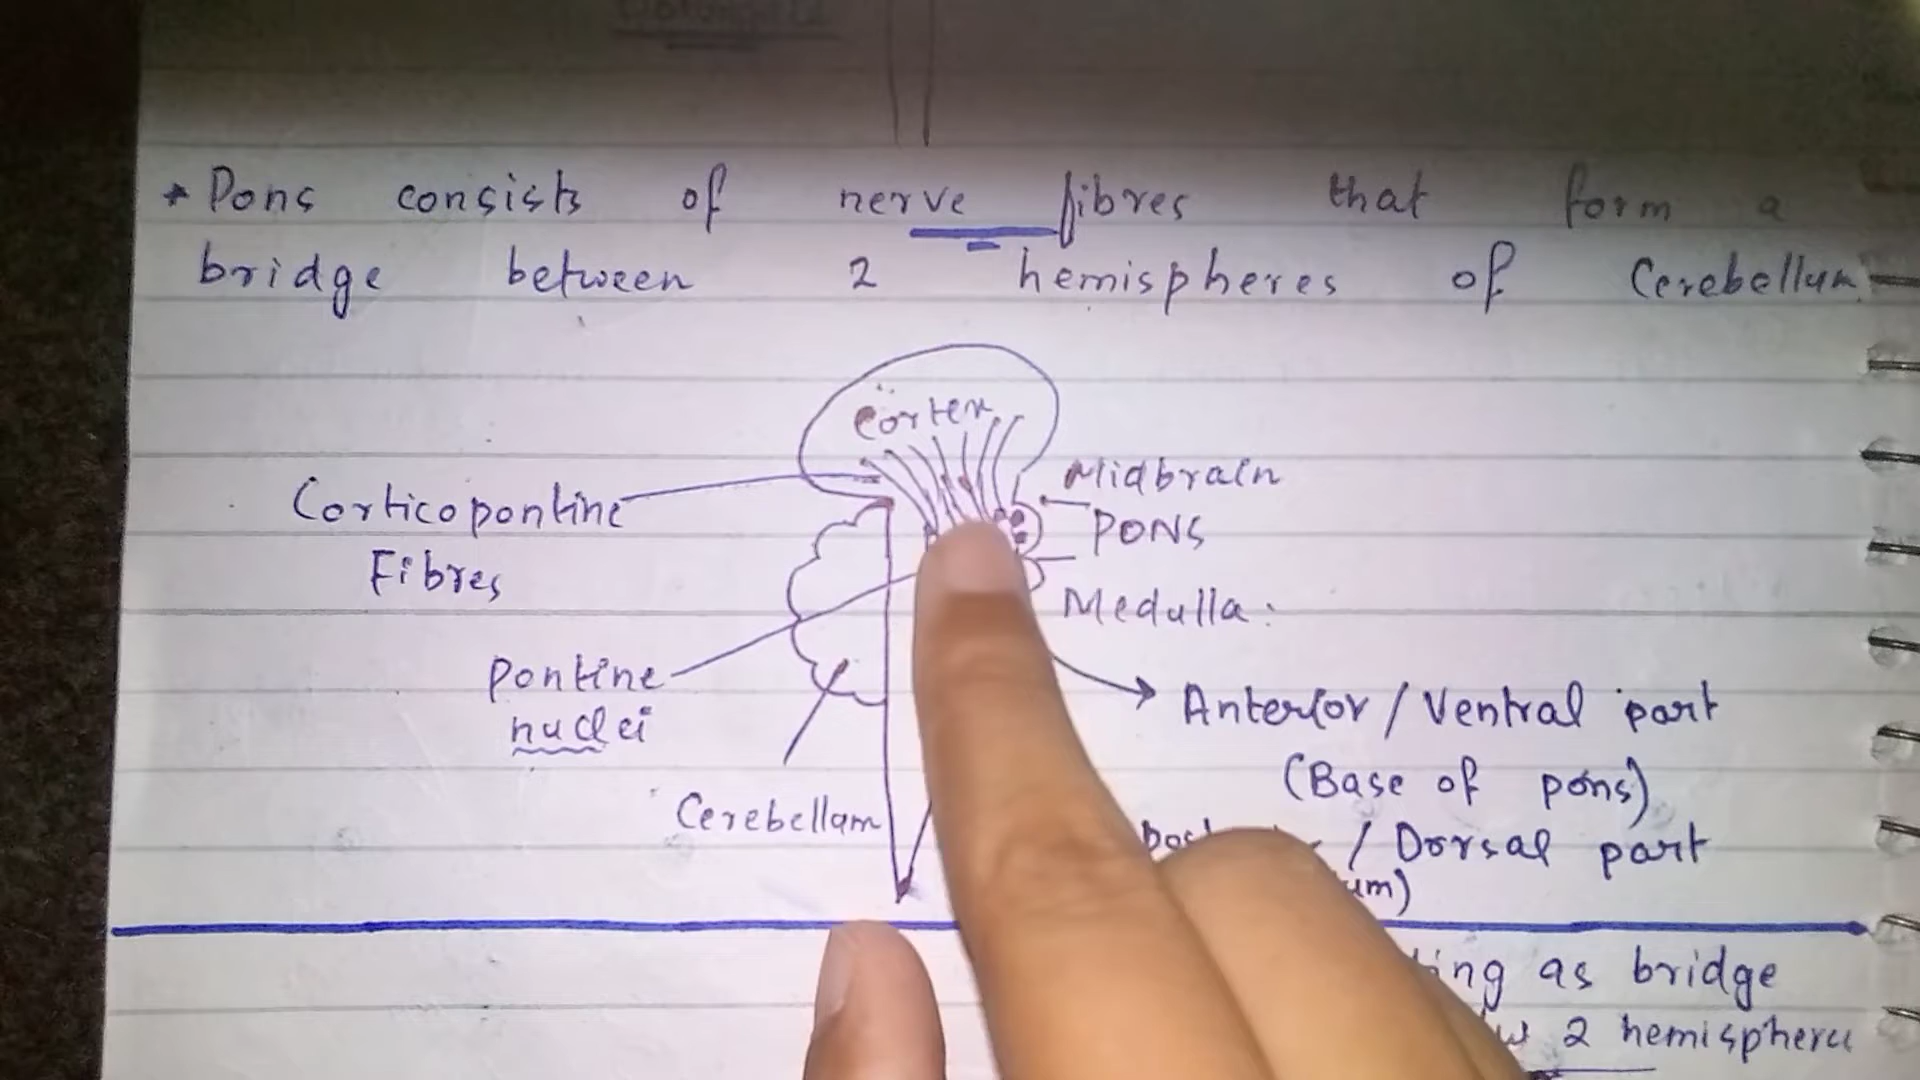 * Pons consists of nerve fibres that form a
bridge between 2 hemispheres of Cerebellum
Cortex
Corticopontine
Fibres
Midbrain
PONS
Medulla:
Pontine
nuclei
Cerebellam
Anterior / Ventral part
(Base of pons)
/ Dorsal part
as bridge
2 hemisphere